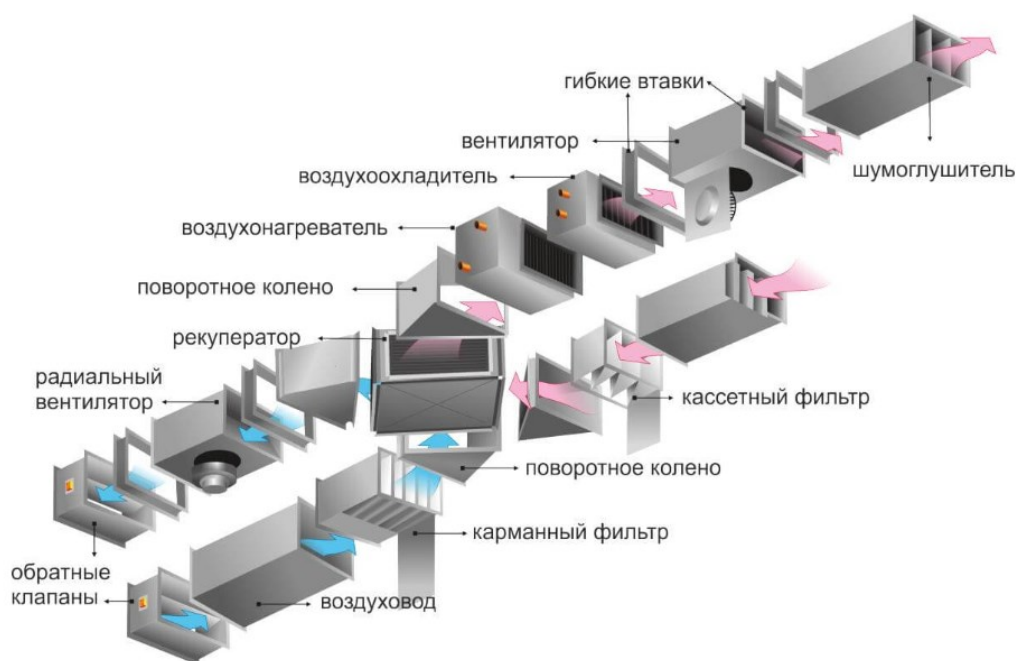 гибкие втавки
вентилятор
шумоглушитель
воздухоохладитель
воздухонагреватель
поворотное колено
рекуператор
радиальный
вентилятор
кассетный фильтр
поворотное колено
карманный фильтр
обратные
клапаны
воздуховод